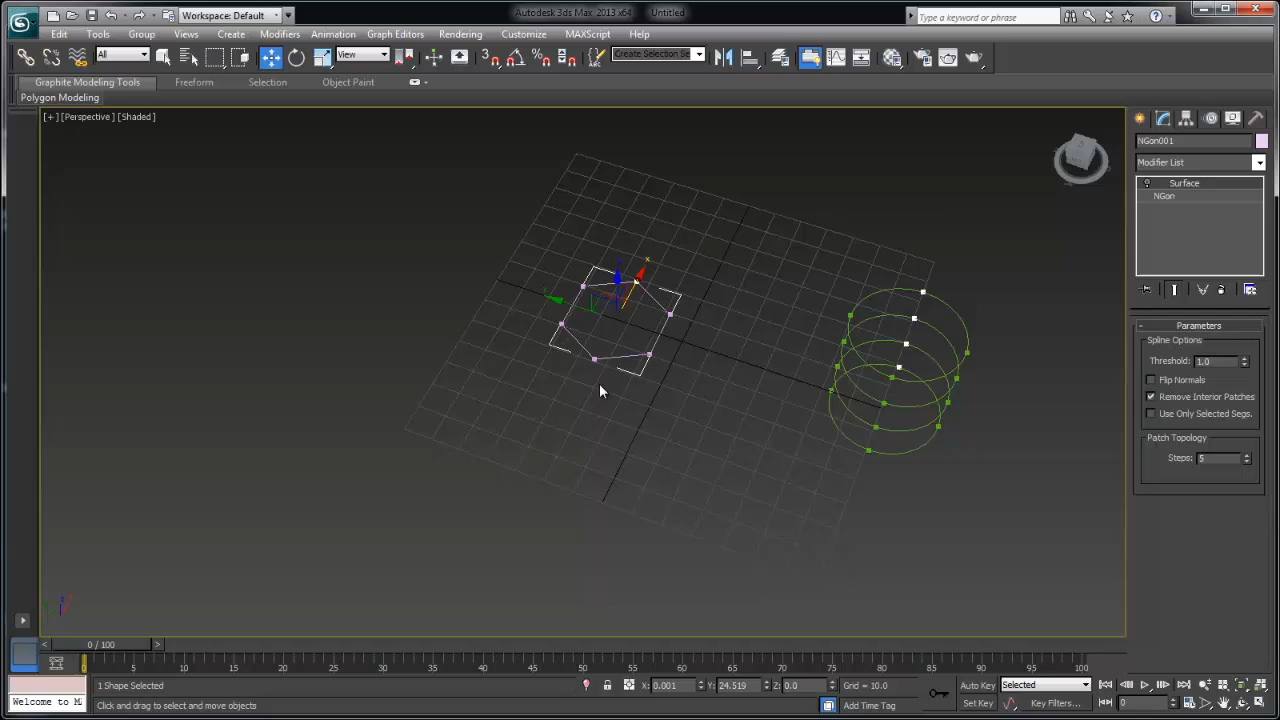 Workspace: Default
Autodesk 3ds Max 2013 x64
Untitled
Type a keyword or phrase
Edit Tools Group Views Create Modifiers Animation Graph Editors Rendering Customize MAXScript Help
All
View
3
Create Selection Se
Graphite Modeling Tools Freeform Selection Object Paint
Polygon Modeling
[+] [Perspective] [Shaded]
x
NGon001
Modifier List
Surface
NGon
Parameters
Spline Options
Threshold: 1.0
Flip Normals
Remove Interior Patches
Use Only Selected Segs.
Patch Topology
Steps: 5
< 0 / 100 >
0 5 10 15 20 25 30 35 40 45 50 55 60 65 70 75 80 85 90 95 100
1 Shape Selected
X: 0.001 Y: 24.519 Z: 0.0 Grid = 10.0
Auto Key Selected
Welcome to M
Click and drag to select and move objects
Add Time Tag
Set Key Key Filters... 0